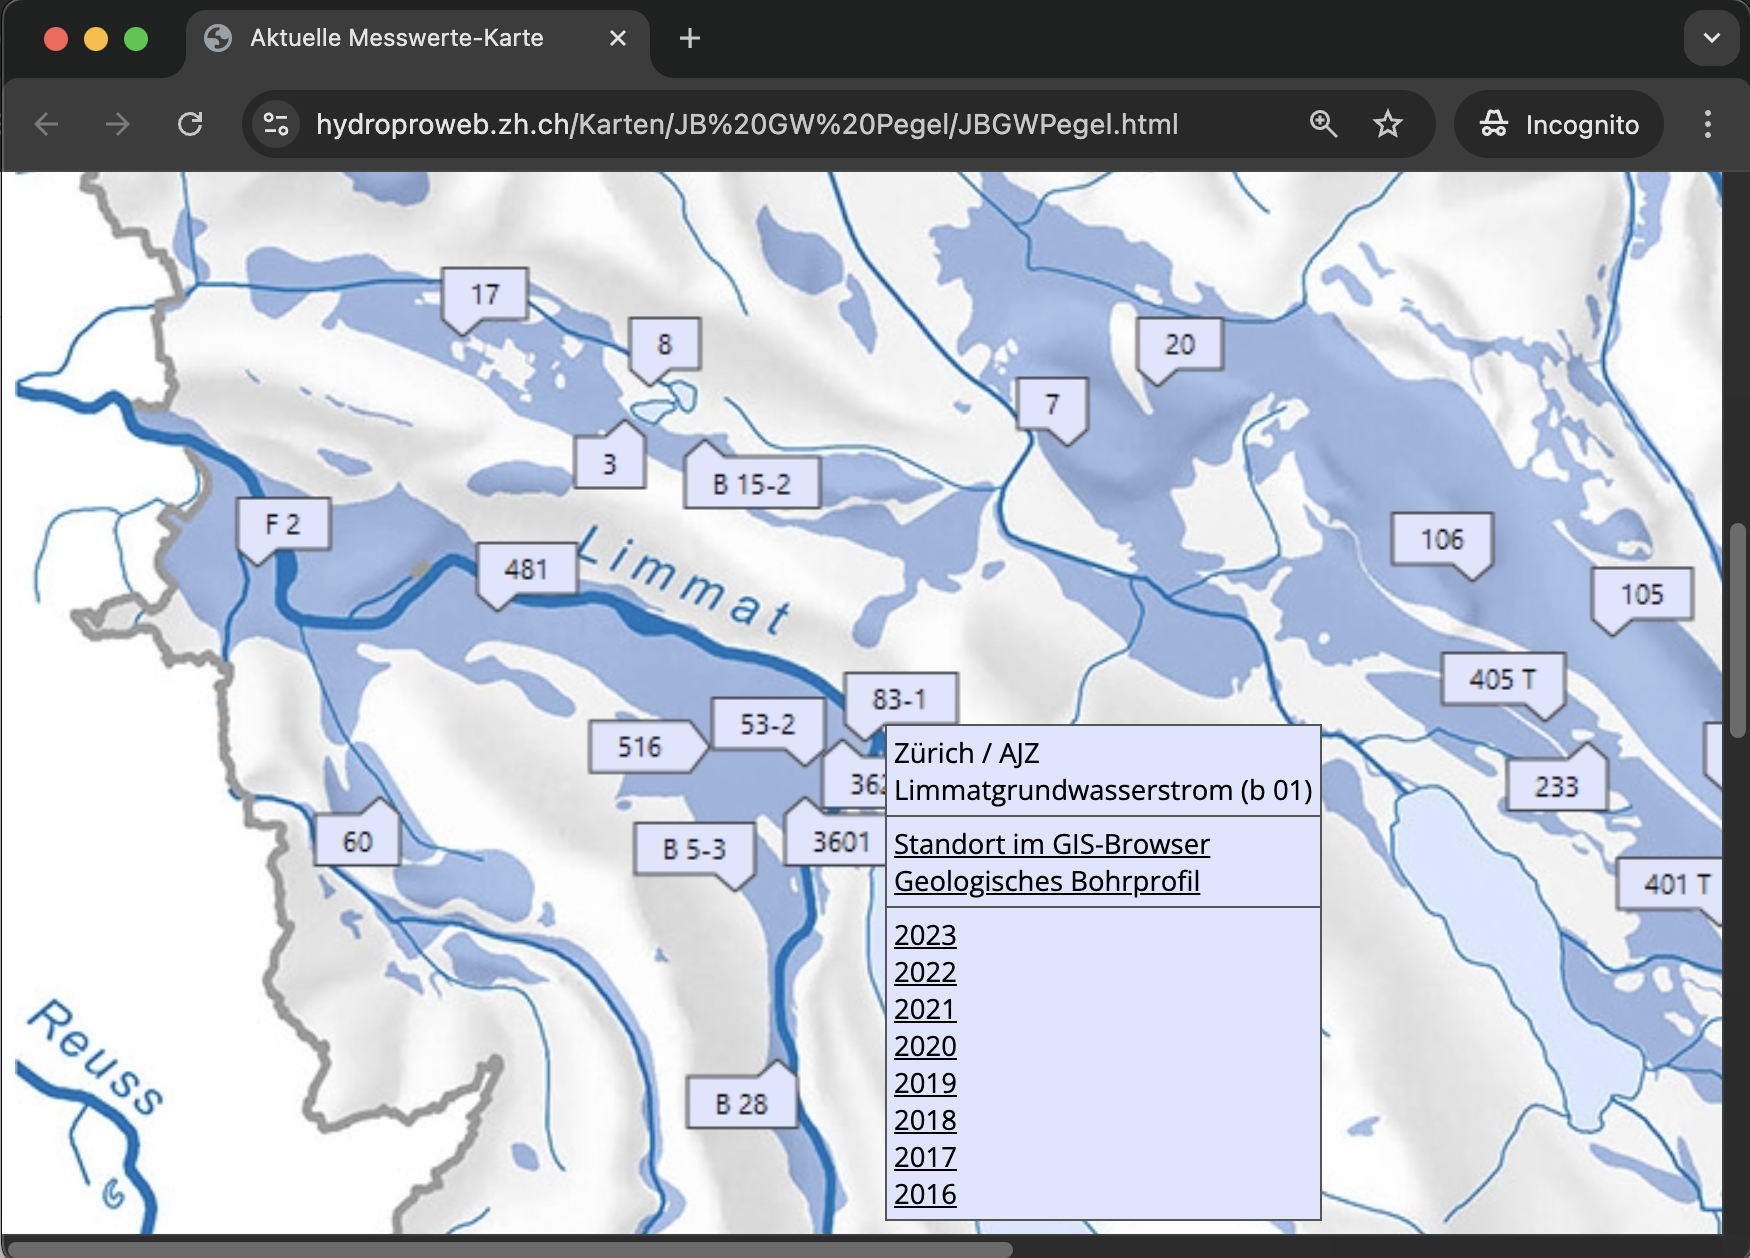 Aktuelle Messwerte-Karte
hydroproweb.zh.ch/Karten/JB%20GW%20Pegel/JBGWPegel.html
Incognito
17
8
20
7
3
B 15-2
F 2
106
481
Limmat
105
405 T
83-1
53-2
516
362
233
3601
60
B 5-3
401 T
Reuss
B 28
Zürich / AJZ
Limmatgrundwasserstrom (b 01)
Standort im GIS-Browser
Geologisches Bohrprofil
2023
2022
2021
2020
2019
2018
2017
2016